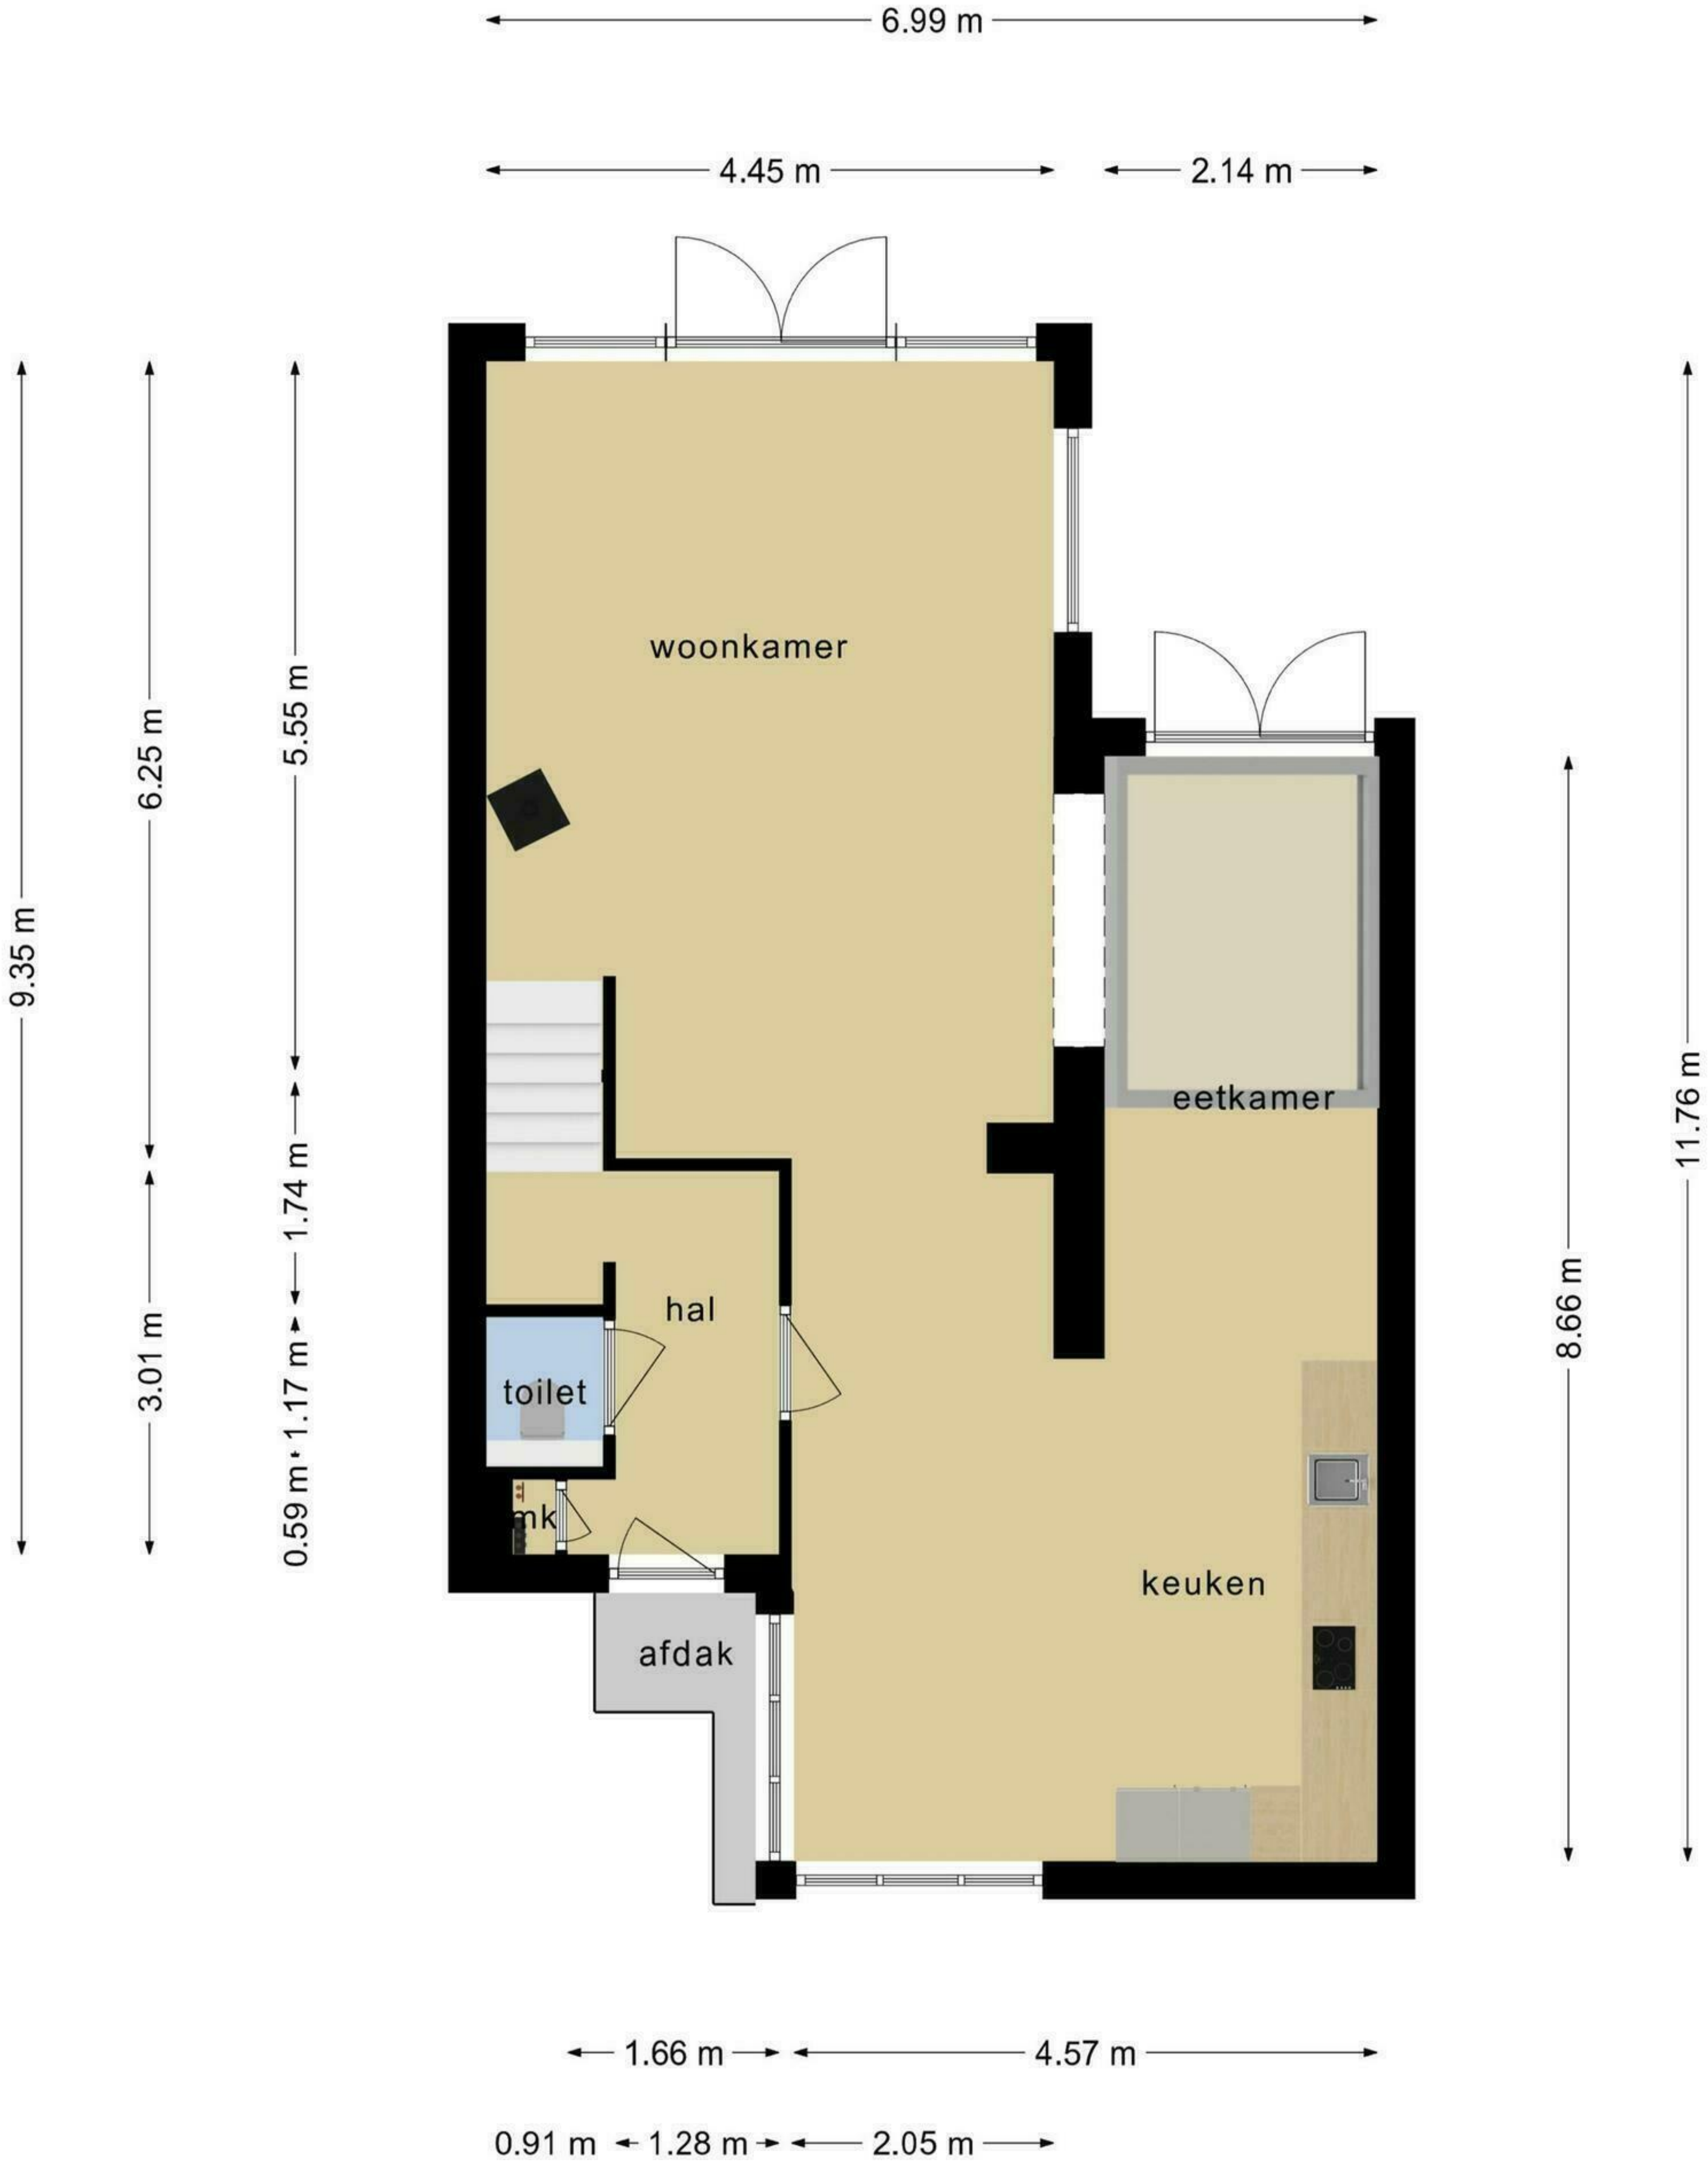 6.99 m
4.45 m
2.14 m
woonkamer
5.55 m
6.25 m
9.35 m
eetkamer
11.76 m
1.74 m
8.66 m
hal
3.01 m
1.17 m
toilet
0.59 m
mk
keuken
afdak
1.66 m
4.57 m
0.91 m
1.28 m
2.05 m